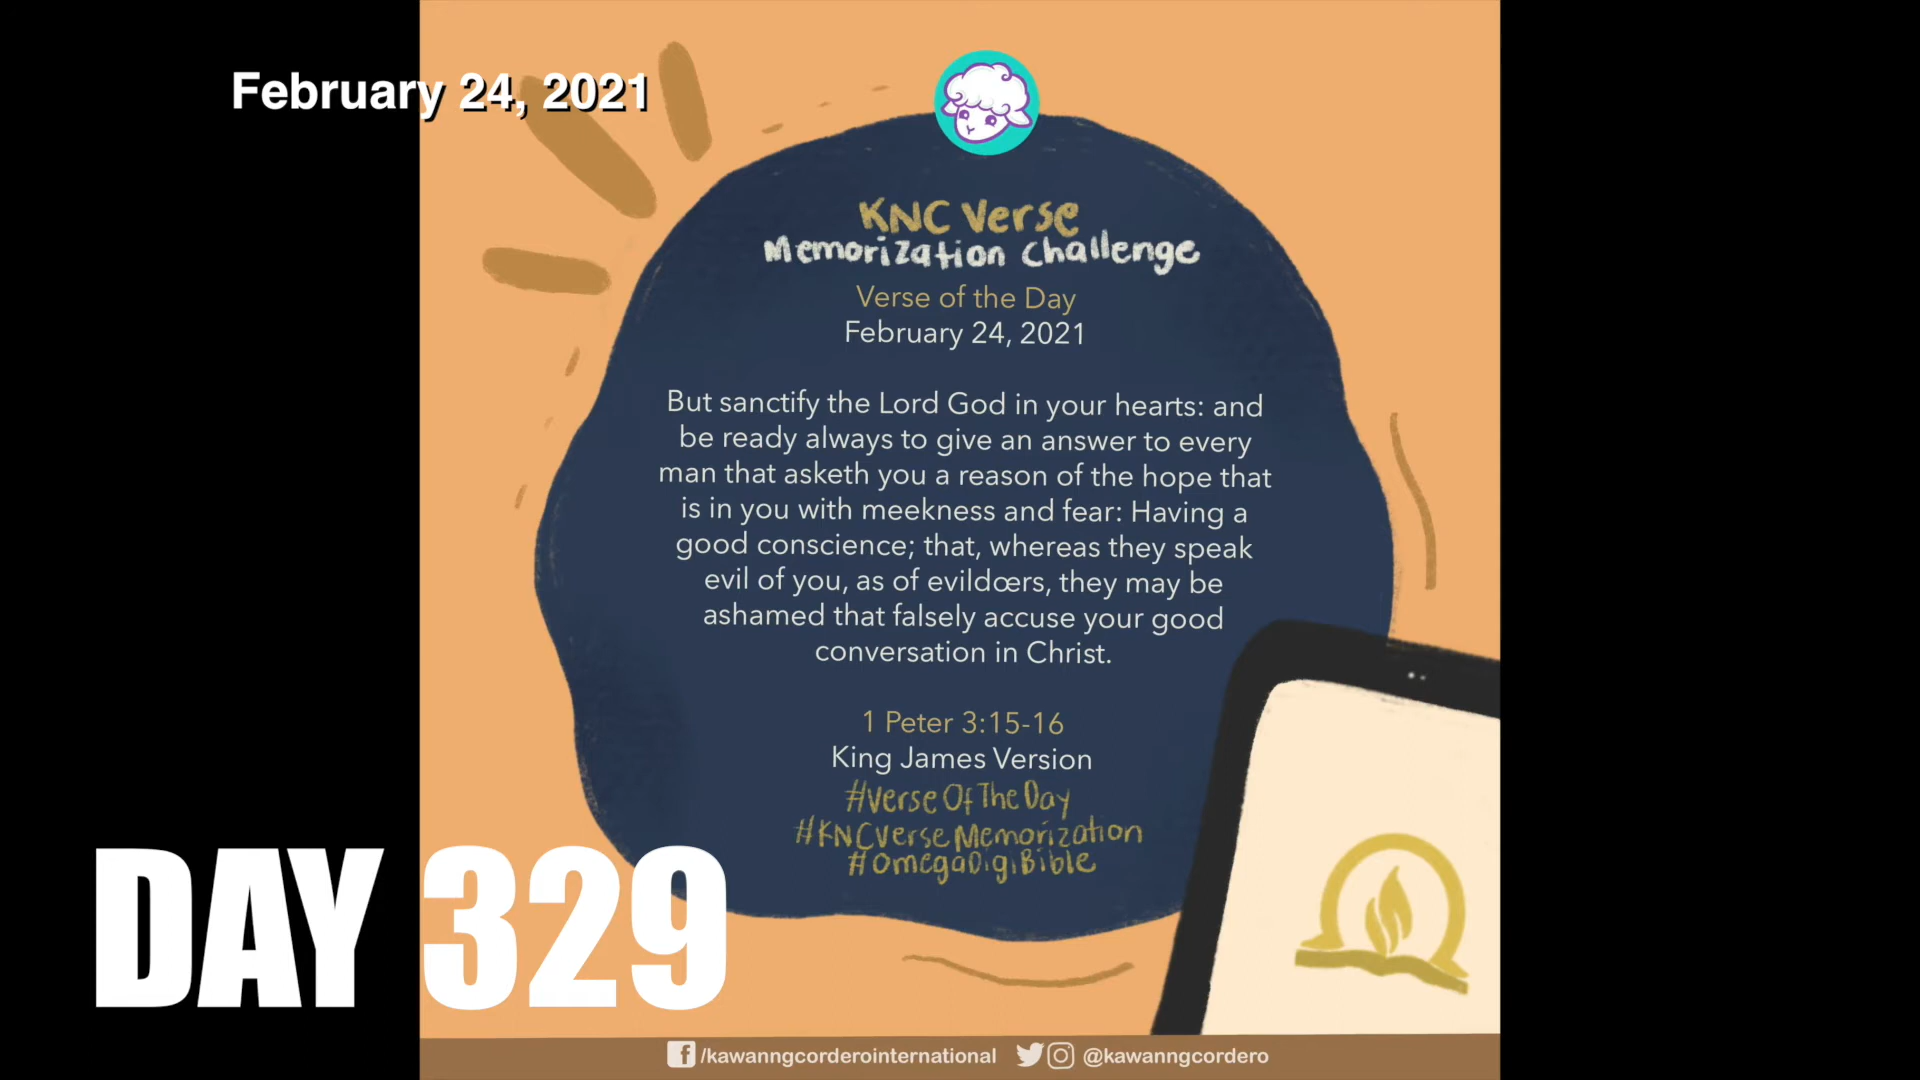 February 24, 2021
KNC Verse
Memorization Challenge
Verse of the Day
February 24, 2021
But sanctify the Lord God in your hearts: and
be ready always to give an answer to every
man that asketh you a reason of the hope that
is in you with meekness and fear: Having a
good conscience; that, whereas they speak
evil of you, as of evildœrs, they may be
ashamed that falsely accuse your good
conversation in Christ.
1 Peter 3:15-16
King James Version
#VerseOfTheDay
#KNCVerseMemorization
#OmegaDigiBible
DAY 329
/kawanngcorderointernational @kawanngcordero